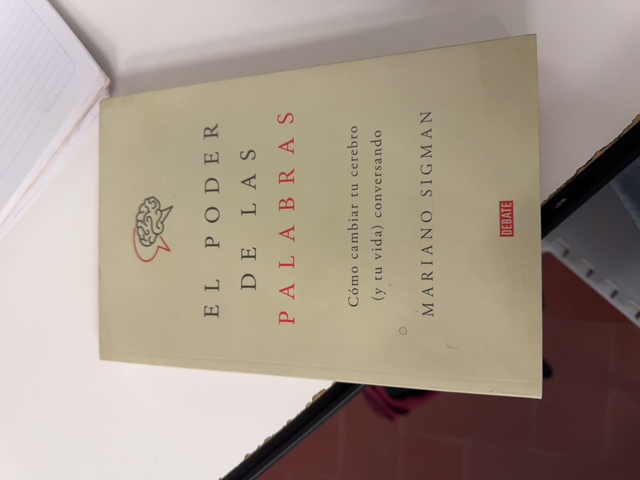 EL PODER
DE LAS
PALABRAS
Cómo cambiar tu cerebro
(y tu vida) conversando
MARIANO SIGMAN
DEBATE